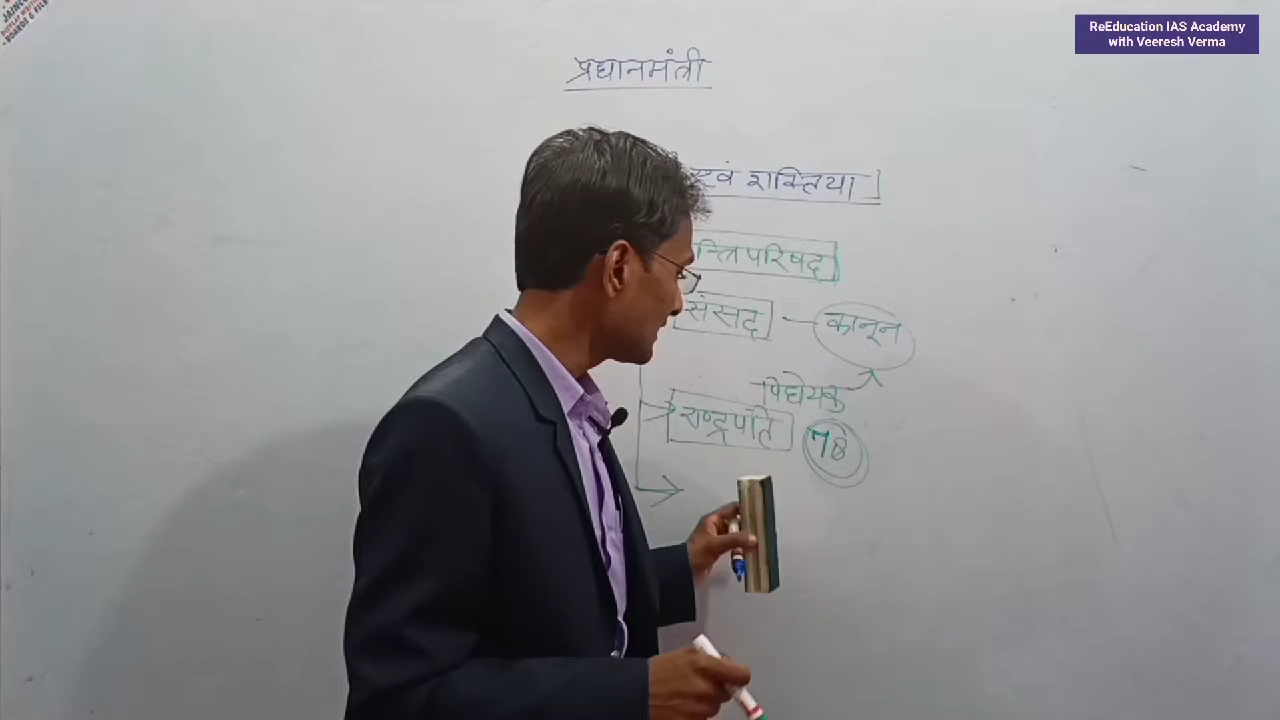 ReEducation IAS Academy
with Veeresh Verma
प्रधानमंत्री
एवं शक्तिया
न्त्रिपरिषद
संसद — कानून
विधेयक
राष्ट्रपति 78